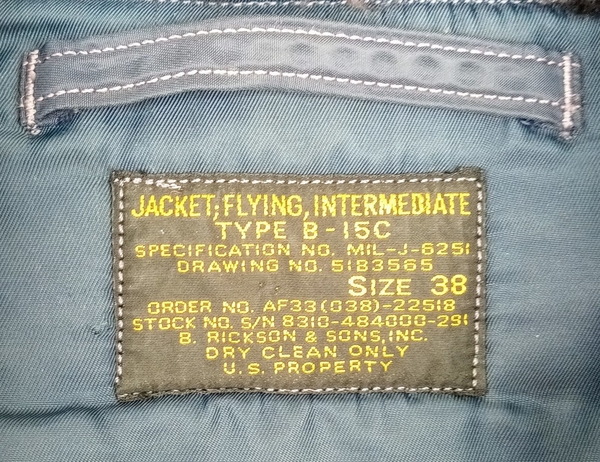 JACKET, FLYING, INTERMEDIATE
TYPE B-15C
SPECIFICATION NO. MIL-J-6251
DRAWING NO. 51B3565
SIZE 38
ORDER NO. AF33(038)-22518
STOCK NO. S/N 8310-484000-291
B. RICKSON & SONS, INC.
DRY CLEAN ONLY
U.S. PROPERTY